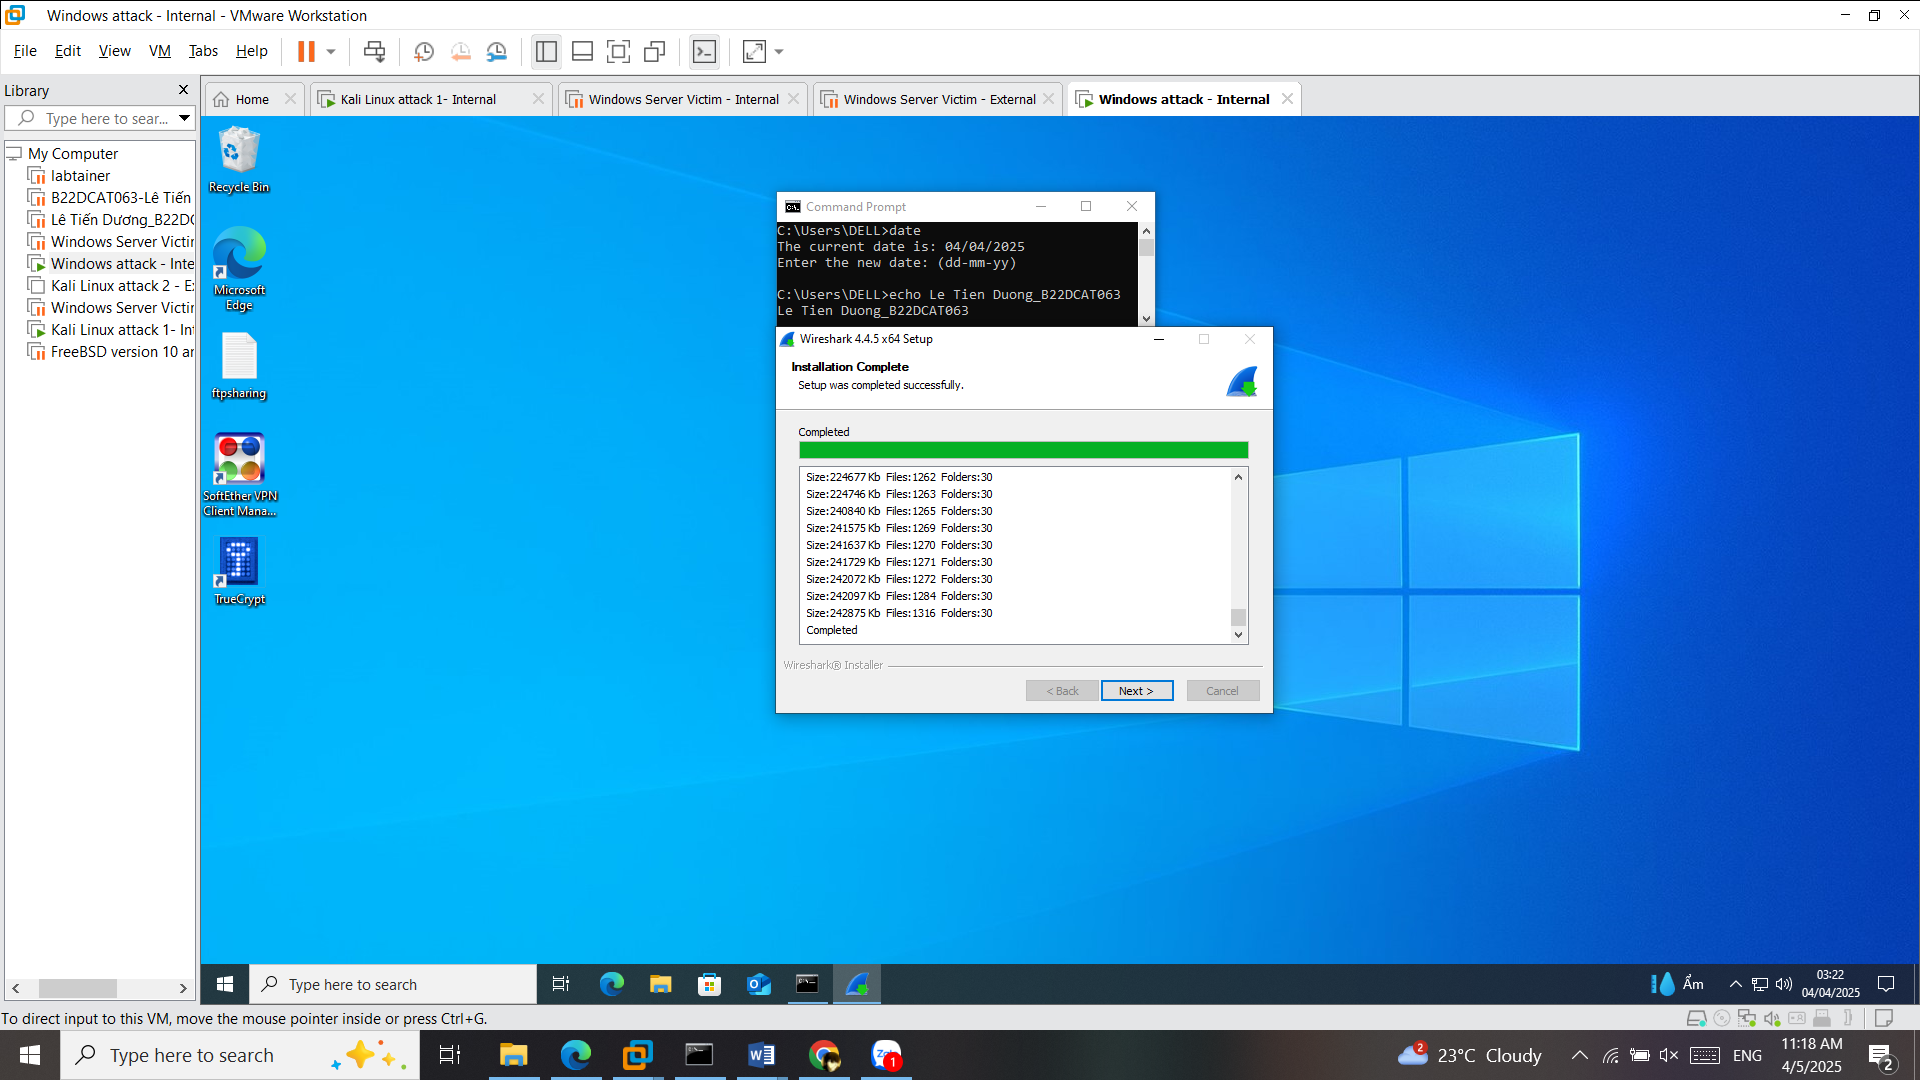 Windows attack - Internal - VMware Workstation
File Edit View VM Tabs Help
Library
Type here to sear...
My Computer
labtainer
B22DCAT063-Lê Tiến
Lê Tiến Dương_B22DC
Windows Server Victir
Windows attack - Inte
Kali Linux attack 2 - E
Windows Server Victir
Kali Linux attack 1- In
FreeBSD version 10 ar
Home
Kali Linux attack 1- Internal
Windows Server Victim - Internal
Windows Server Victim - External
Windows attack - Internal
Recycle Bin
Microsoft
Edge
ftpsharing
SoftEther VPN
Client Mana...
TrueCrypt
Command Prompt
C:\Users\DELL>date
The current date is: 04/04/2025
Enter the new date: (dd-mm-yy)
C:\Users\DELL>echo Le Tien Duong_B22DCAT063
Le Tien Duong_B22DCAT063
Wireshark 4.4.5 x64 Setup
Installation Complete
Setup was completed successfully.
Completed
Size:224677 Kb Files:1262 Folders:30
Size:224746 Kb Files:1263 Folders:30
Size:240840 Kb Files:1265 Folders:30
Size:241575 Kb Files:1269 Folders:30
Size:241637 Kb Files:1270 Folders:30
Size:241729 Kb Files:1271 Folders:30
Size:242072 Kb Files:1272 Folders:30
Size:242097 Kb Files:1284 Folders:30
Size:242875 Kb Files:1316 Folders:30
Completed
Wireshark® Installer
< Back
Next >
Cancel
Type here to search
Ẩm
03:22
04/04/2025
To direct input to this VM, move the mouse pointer inside or press Ctrl+G.
Type here to search
1
2
23°C Cloudy
ENG
11:18 AM
4/5/2025
2